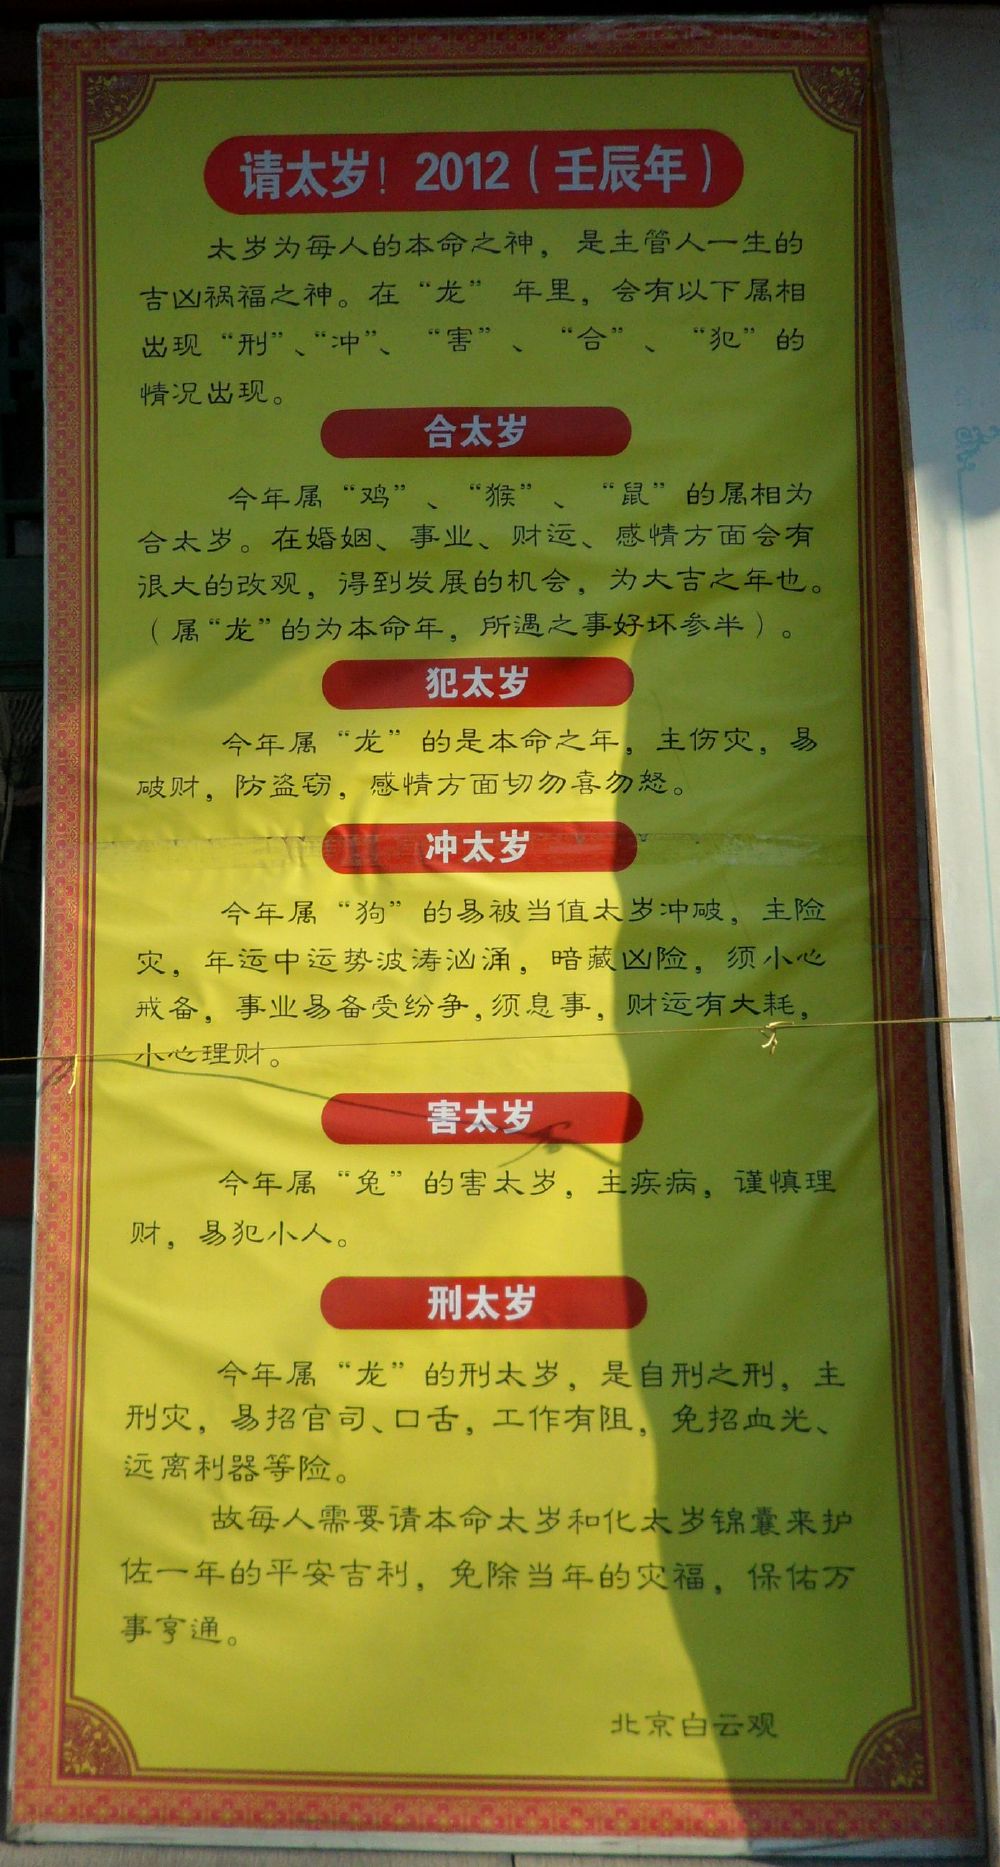 请太岁！2012（壬辰年）
太岁为每人的本命之神，是主管人一生的
吉凶祸福之神。在“龙”年里，会有以下属相
出现“刑”、“冲”、“害”、“合”、“犯”的
情况出现。
合太岁
今年属“鸡”、“猴”、“鼠”的属相为
合太岁。在婚姻、事业、财运、感情方面会有
很大的改观，得到发展的机会，为大吉之年也。
（属“龙”的为本命年，所遇之事好坏参半）。
犯太岁
今年属“龙”的是本命之年，主伤灾，易
破财，防盗窃，感情方面切勿喜勿怒。
冲太岁
今年属“狗”的易被当值太岁冲破，主险
灾，年运中运势波涛汹涌，暗藏凶险，须小心
戒备，事业易备受纷争，须息事，财运有大耗，
小心理财。
害太岁
今年属“兔”的害太岁，主疾病，谨慎理
财，易犯小人。
刑太岁
今年属“龙”的刑太岁，是自刑之刑，主
刑灾，易招官司、口舌，工作有阻，免招血光、
远离利器等险。
故每人需要请本命太岁和化太岁锦囊来护
佐一年的平安吉利，免除当年的灾福，保佑万
事亨通。
北京白云观